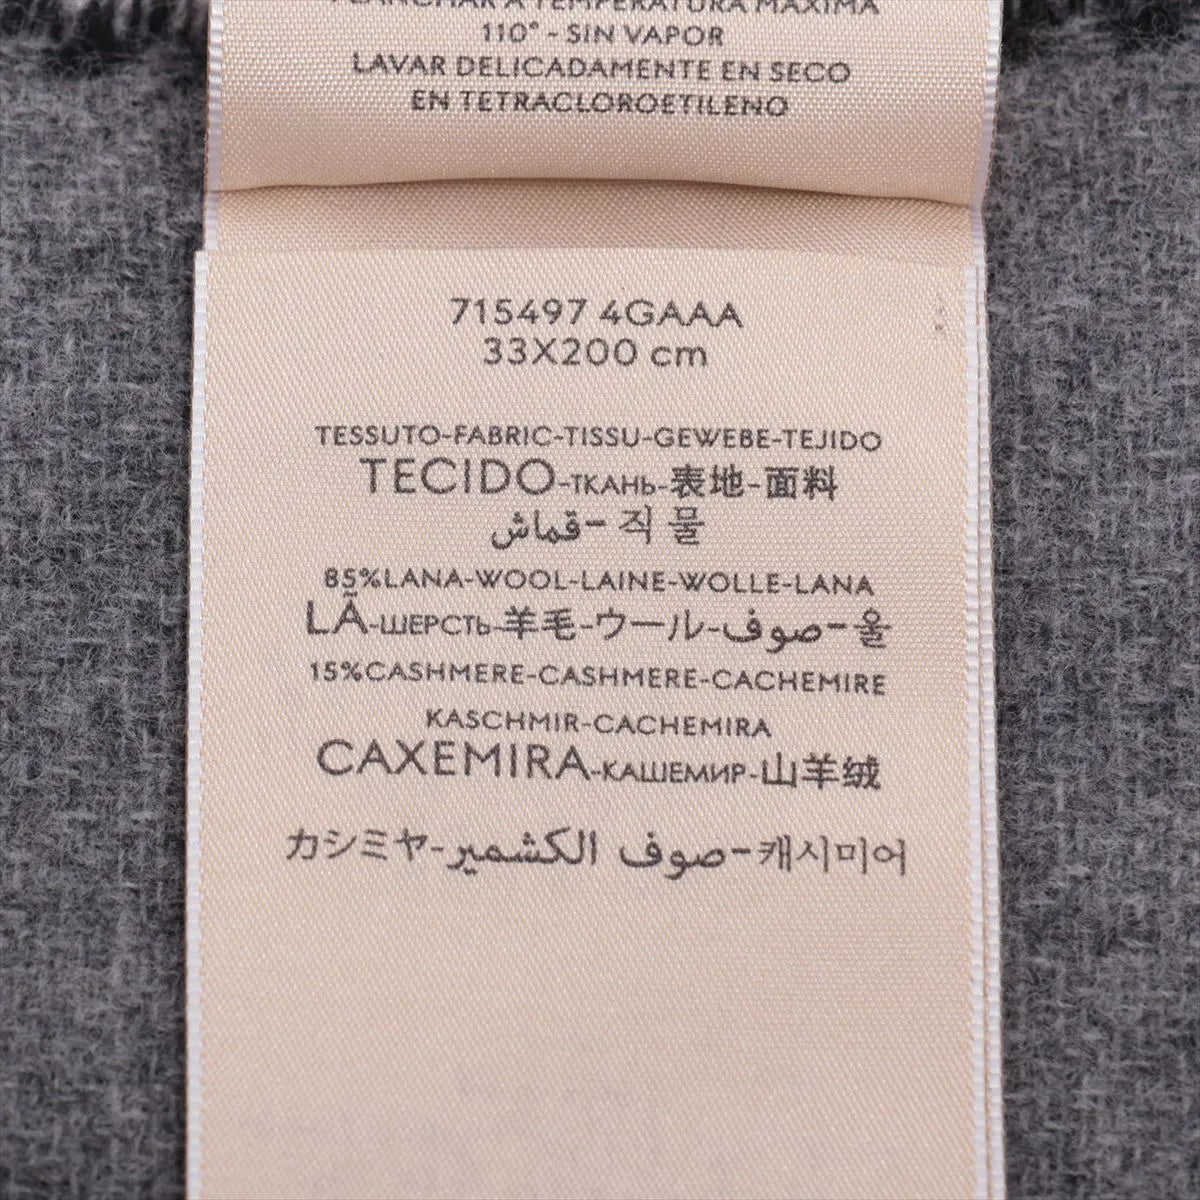 PLANCHAR A TEMPERATURA MÁXIMA
110° - SIN VAPOR
LAVAR DELICADAMENTE EN SECO
EN TETRACLOROETILENO
715497 4GAAA
33X200 cm
TESSUTO-FABRIC-TISSU-GEWEBE-TEJIDO
TECIDO-ТКАНЬ-表地-面料
قماش-직물
85%LANA-WOOL-LAINE-WOLLE-LANA
LÃ-ШЕРСТЬ-羊毛-ウール-صوف-울
15%CASHMERE-CASHMERE-CACHEMIRE
KASCHMIR-CACHEMIRA
CAXEMIRA-КАШЕМИР-山羊绒
カシミヤ-صوف الكشمير-캐시미어